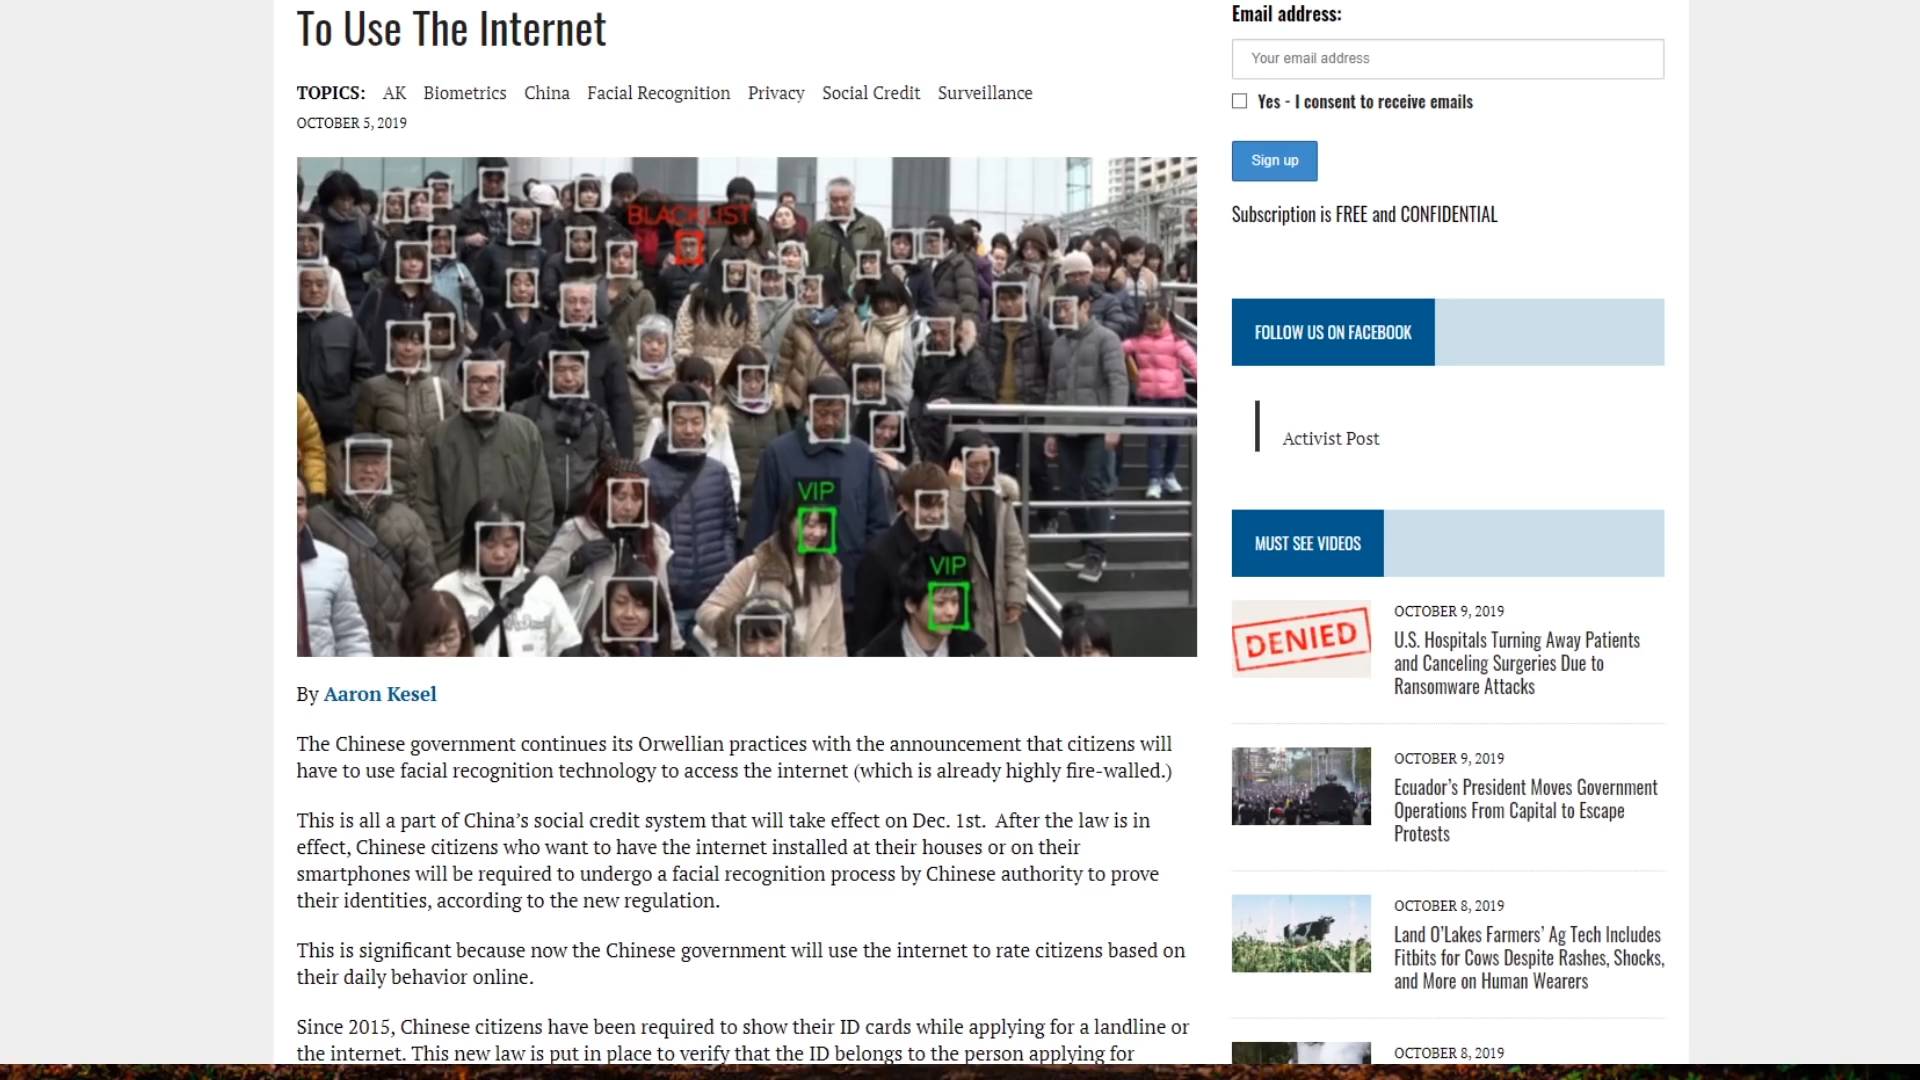 To Use The Internet
TOPICS: AK Biometrics China Facial Recognition Privacy Social Credit Surveillance
OCTOBER 5, 2019
BLACKLIST
VIP
VIP
By Aaron Kesel
The Chinese government continues its Orwellian practices with the announcement that citizens will
have to use facial recognition technology to access the internet (which is already highly fire-walled.)
This is all a part of China’s social credit system that will take effect on Dec. 1st. After the law is in
effect, Chinese citizens who want to have the internet installed at their houses or on their
smartphones will be required to undergo a facial recognition process by Chinese authority to prove
their identities, according to the new regulation.
This is significant because now the Chinese government will use the internet to rate citizens based on
their daily behavior online.
Since 2015, Chinese citizens have been required to show their ID cards while applying for a landline or
the internet. This new law is put in place to verify that the ID belongs to the person applying for
Email address:
Your email address
Yes - I consent to receive emails
Sign up
Subscription is FREE and CONFIDENTIAL
FOLLOW US ON FACEBOOK
Activist Post
MUST SEE VIDEOS
DENIED
OCTOBER 9, 2019
U.S. Hospitals Turning Away Patients
and Canceling Surgeries Due to
Ransomware Attacks
OCTOBER 9, 2019
Ecuador’s President Moves Government
Operations From Capital to Escape
Protests
OCTOBER 8, 2019
Land O’Lakes Farmers’ Ag Tech Includes
Fitbits for Cows Despite Rashes, Shocks,
and More on Human Wearers
OCTOBER 8, 2019